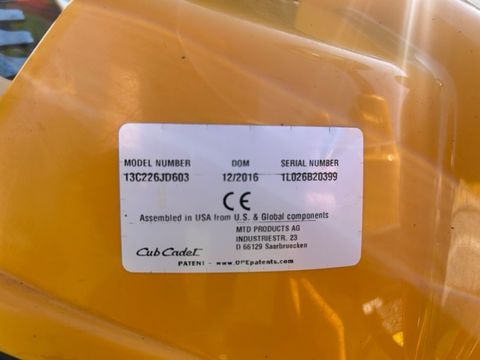 MODEL NUMBER DOM SERIAL NUMBER
13C226JD603 12/2016 1L026B20399
CE
Assembled in USA from U.S. & Global components
MTD PRODUCTS AG
INDUSTRIESTR. 23
D 66129 Saarbruecken
Cub Cadet
PATENT - www.OPEpatents.com